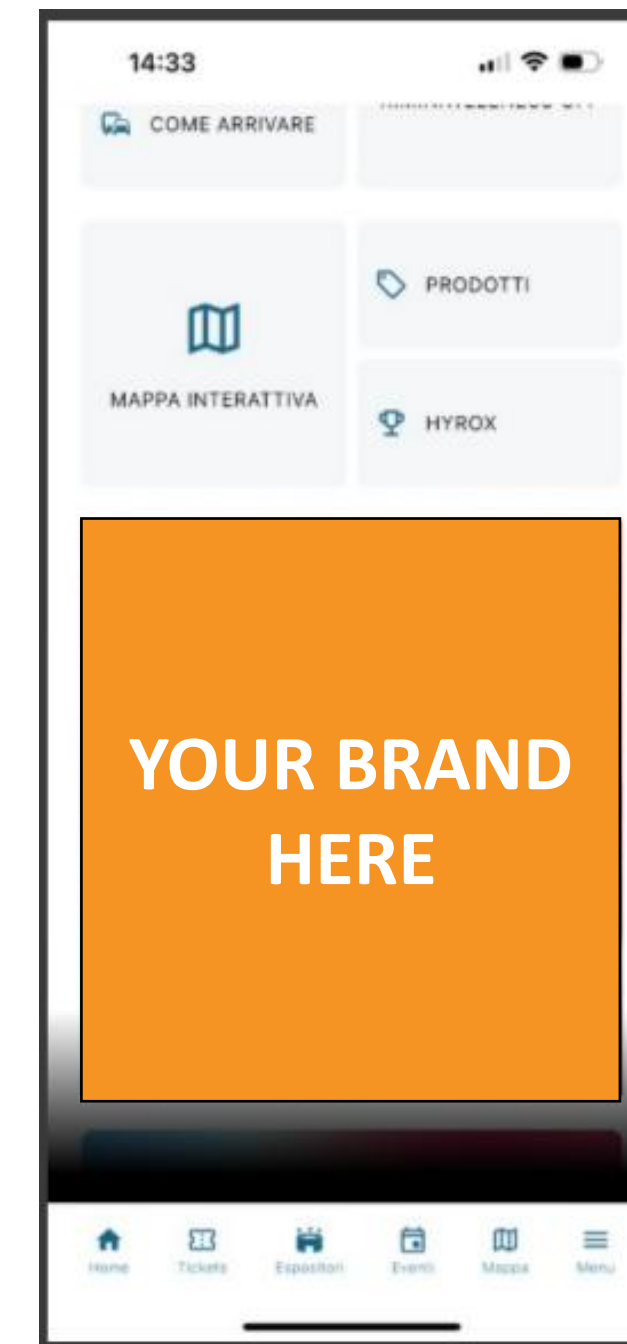 14:33
COME ARRIVARE
MAPPA INTERATTIVA
PRODOTTI
HYROX
YOUR BRAND
HERE
Home
Tickets
Espositori
Eventi
Mappa
Menu